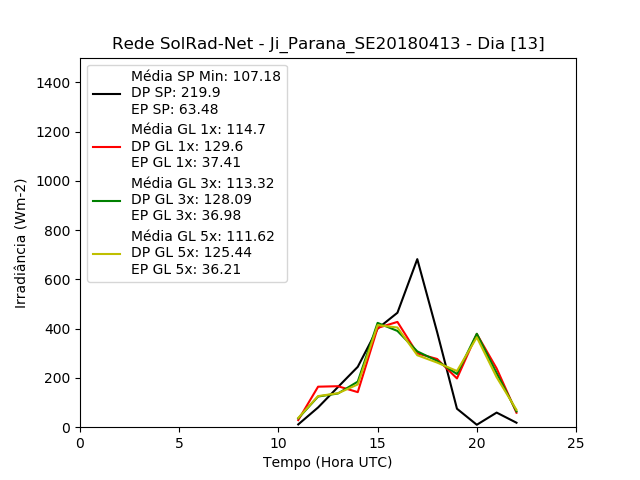 Rede SolRad-Net - Ji_Parana_SE20180413 - Dia [13]
Irradiância (Wm-2)
1400
1200
1000
800
600
400
200
0
Média SP Min: 107.18
DP SP: 219.9
EP SP: 63.48
Média GL 1x: 114.7
DP GL 1x: 129.6
EP GL 1x: 37.41
Média GL 3x: 113.32
DP GL 3x: 128.09
EP GL 3x: 36.98
Média GL 5x: 111.62
DP GL 5x: 125.44
EP GL 5x: 36.21
0 5 10 15 20 25
Tempo (Hora UTC)